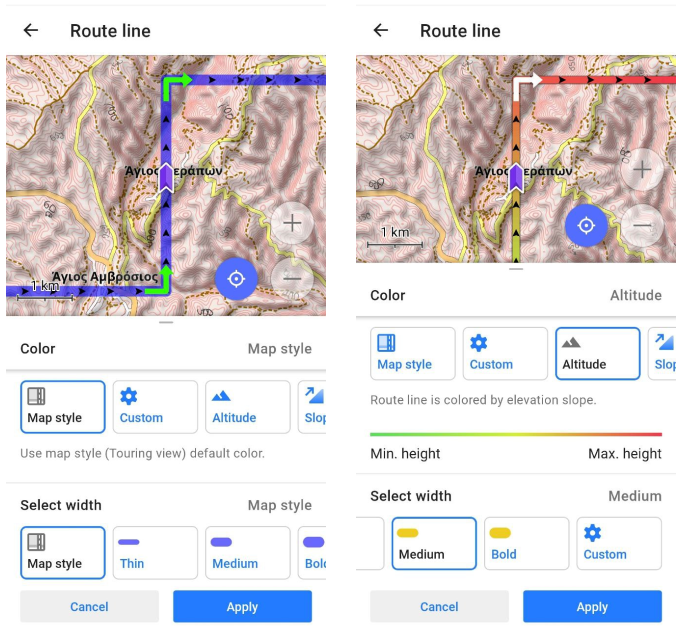 Route line
Άγιος Θεράπων
Άγιος Αμβρόσιος
1 km
Color
Map style
Map style
Custom
Altitude
Slop
Use map style (Touring view) default color.
Select width
Map style
Map style
Thin
Medium
Bold
Cancel
Apply
Route line
Άγιος Θεράπων
1 km
Color
Altitude
Map style
Custom
Altitude
Slop
Route line is colored by elevation slope.
Min. height
Max. height
Select width
Medium
Medium
Bold
Custom
Cancel
Apply